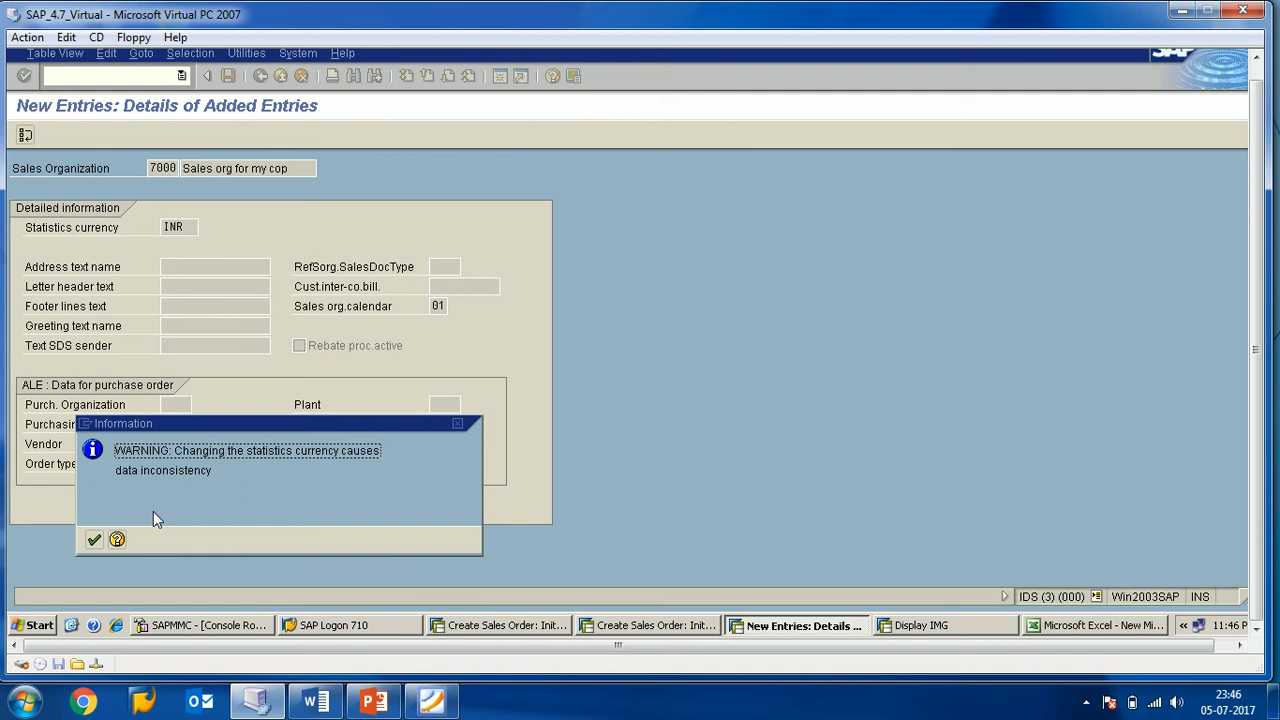 SAP_4.7_Virtual - Microsoft Virtual PC 2007
Action Edit CD Floppy Help
Table View Edit Goto Selection Utilities System Help
SAP
New Entries: Details of Added Entries
Sales Organization 7000 Sales org for my cop
Detailed information
Statistics currency INR
Address text name RefSorg.SalesDocType
Letter header text Cust.inter-co.bill.
Footer lines text Sales org.calendar 01
Greeting text name
Text SDS sender Rebate proc.active
ALE : Data for purchase order
Purch. Organization Plant
Purchasin
Vendor
Order type
Information
WARNING: Changing the statistics currency causes
data inconsistency
IDS (3) (000) Win2003SAP INS
Start SAPMMC - [Console Ro... SAP Logon 710 Create Sales Order: Init... Create Sales Order: Init... New Entries: Details ... Display IMG Microsoft Excel - New Mi... 11:46 PM
23:46
05-07-2017